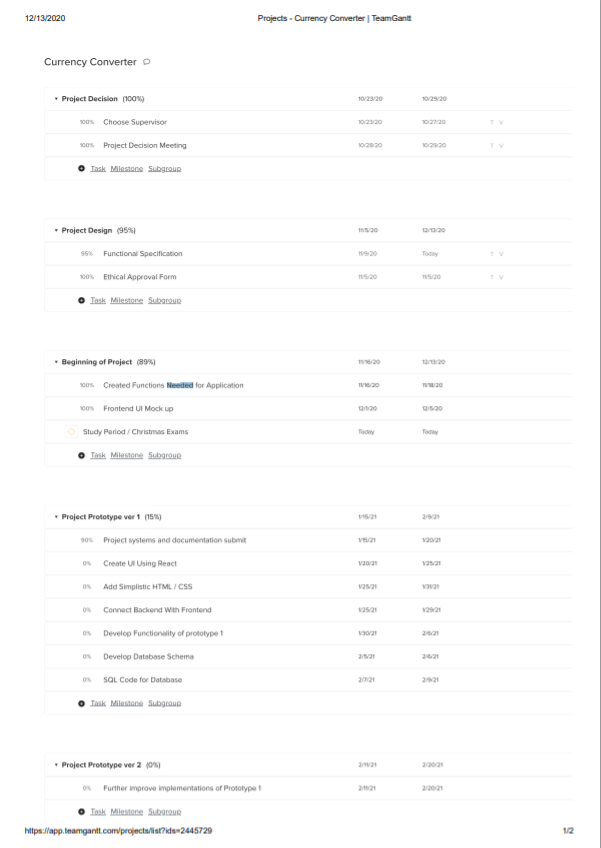 12/13/2020 Projects - Currency Converter | TeamGantt
Currency Converter
Project Decision (100%) 10/23/20 10/29/20
100% Choose Supervisor 10/23/20 10/27/20
100% Project Decision Meeting 10/28/20 10/29/20
Task Milestone Subgroup
Project Design (95%) 11/5/20 12/13/20
95% Functional Specification 11/9/20 Today
100% Ethical Approval Form 11/5/20 11/5/20
Task Milestone Subgroup
Beginning of Project (89%) 11/16/20 12/13/20
100% Created Functions Needed for Application 11/16/20 11/18/20
100% Frontend UI Mock up 12/1/20 12/5/20
Study Period / Christmas Exams Today Today
Task Milestone Subgroup
Project Prototype ver 1 (15%) 1/15/21 2/9/21
90% Project systems and documentation submit 1/15/21 1/20/21
0% Create UI Using React 1/20/21 1/25/21
0% Add Simplistic HTML / CSS 1/25/21 1/31/21
0% Connect Backend With Frontend 1/25/21 1/29/21
0% Develop Functionality of prototype 1 1/30/21 2/6/21
0% Develop Database Schema 2/5/21 2/6/21
0% SQL Code for Database 2/7/21 2/9/21
Task Milestone Subgroup
Project Prototype ver 2 (0%) 2/11/21 2/20/21
0% Further improve implementations of Prototype 1 2/11/21 2/20/21
Task Milestone Subgroup
https://app.teamgantt.com/projects/list?ids=2445729 1/2